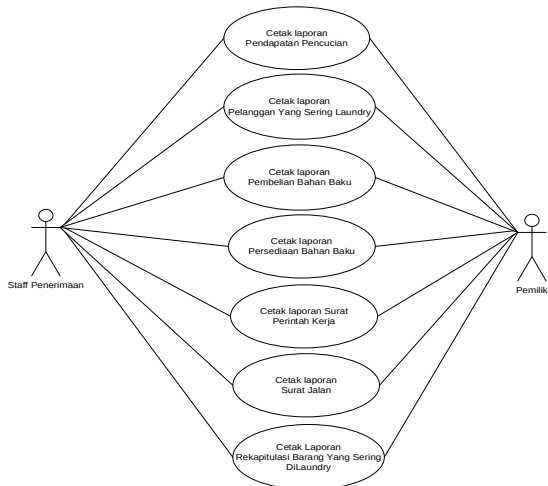 Cetak laporan
Pendapatan Pencucian
Cetak laporan
Pelanggan Yang Sering Laundry
Cetak laporan
Pembelian Bahan Baku
Cetak laporan
Persediaan Bahan Baku
Staff Penerimaan
Pemilik
Cetak laporan Surat
Perintah Kerja
Cetak laporan
Surat Jalan
Cetak Laporan
Rekapitulasi Barang Yang Sering
DiLaundry